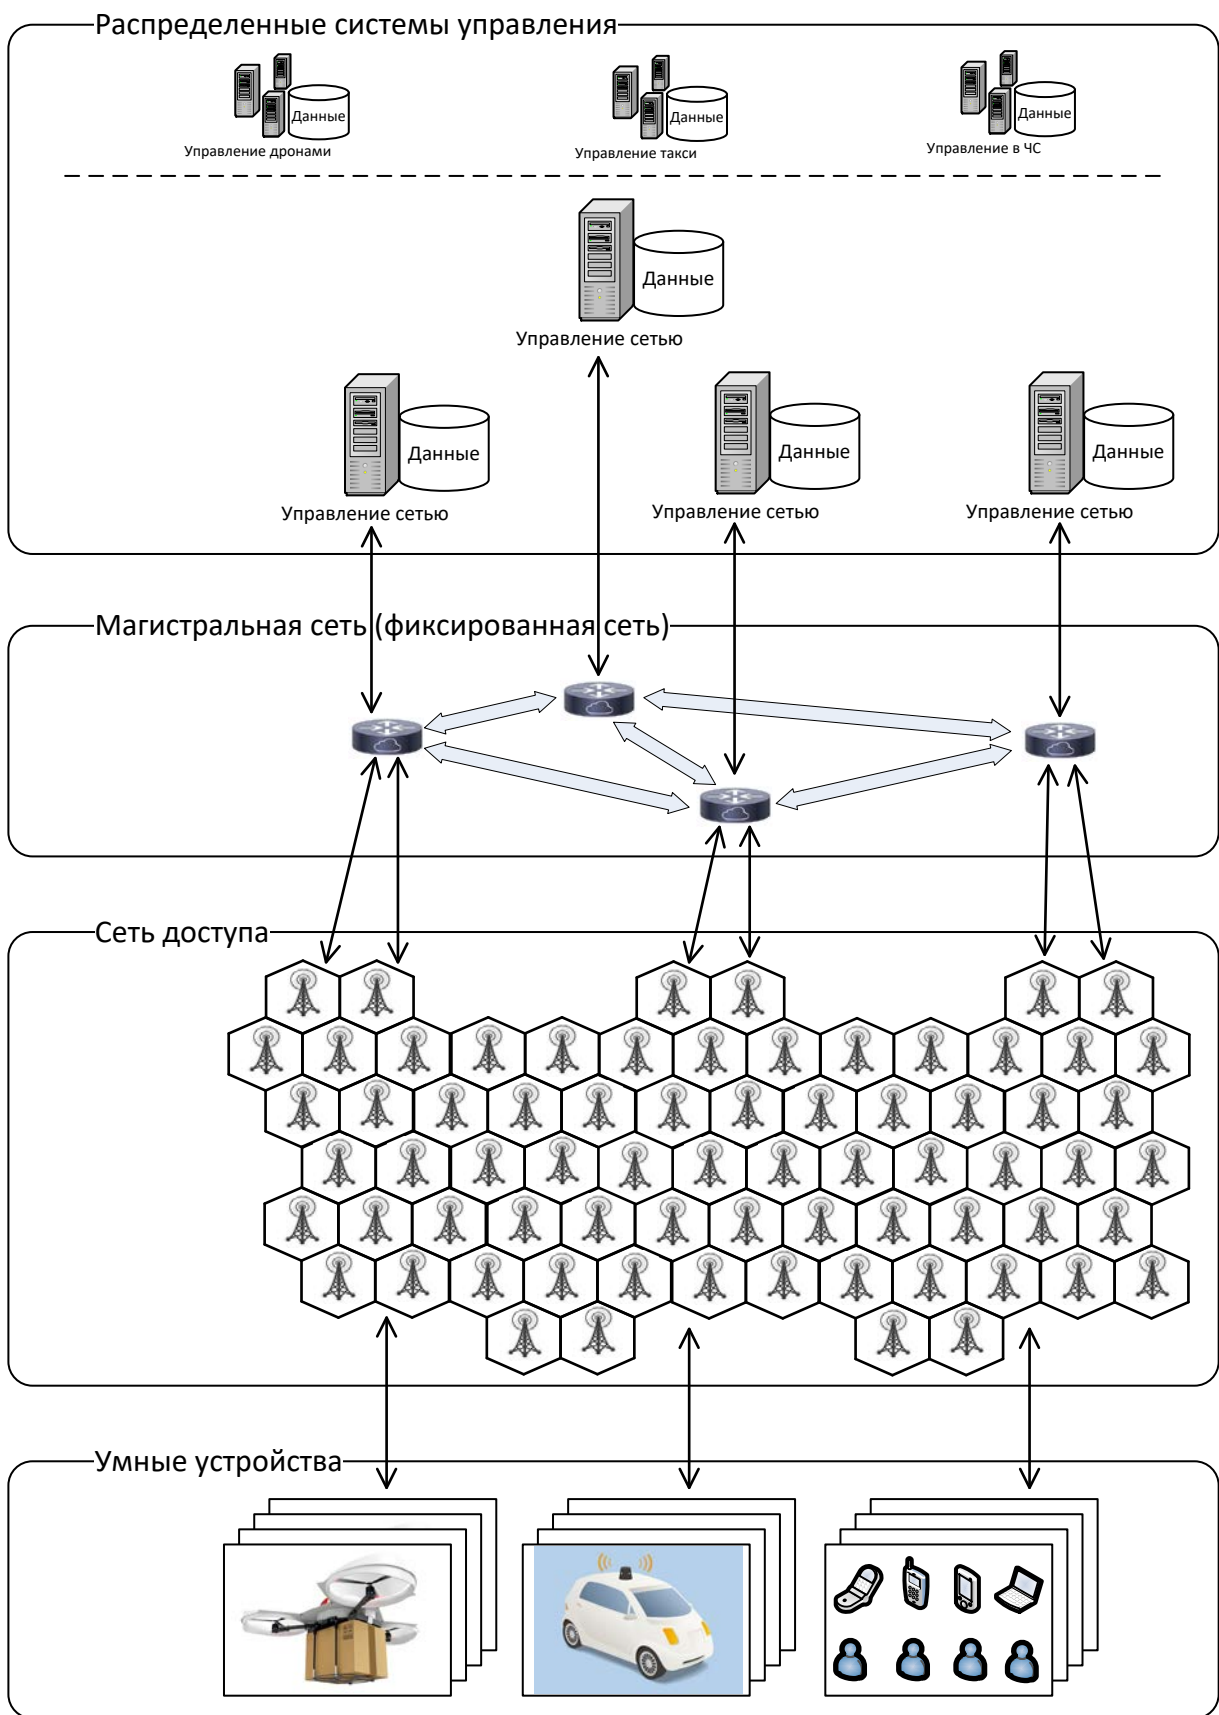 Распределенные системы управления
Данные
Данные
Данные
Управление дронами
Управление такси
Управление в ЧС
Данные
Управление сетью
Данные
Данные
Данные
Управление сетью
Управление сетью
Управление сетью
Магистральная сеть (фиксированная сеть)
Сеть доступа
Умные устройства